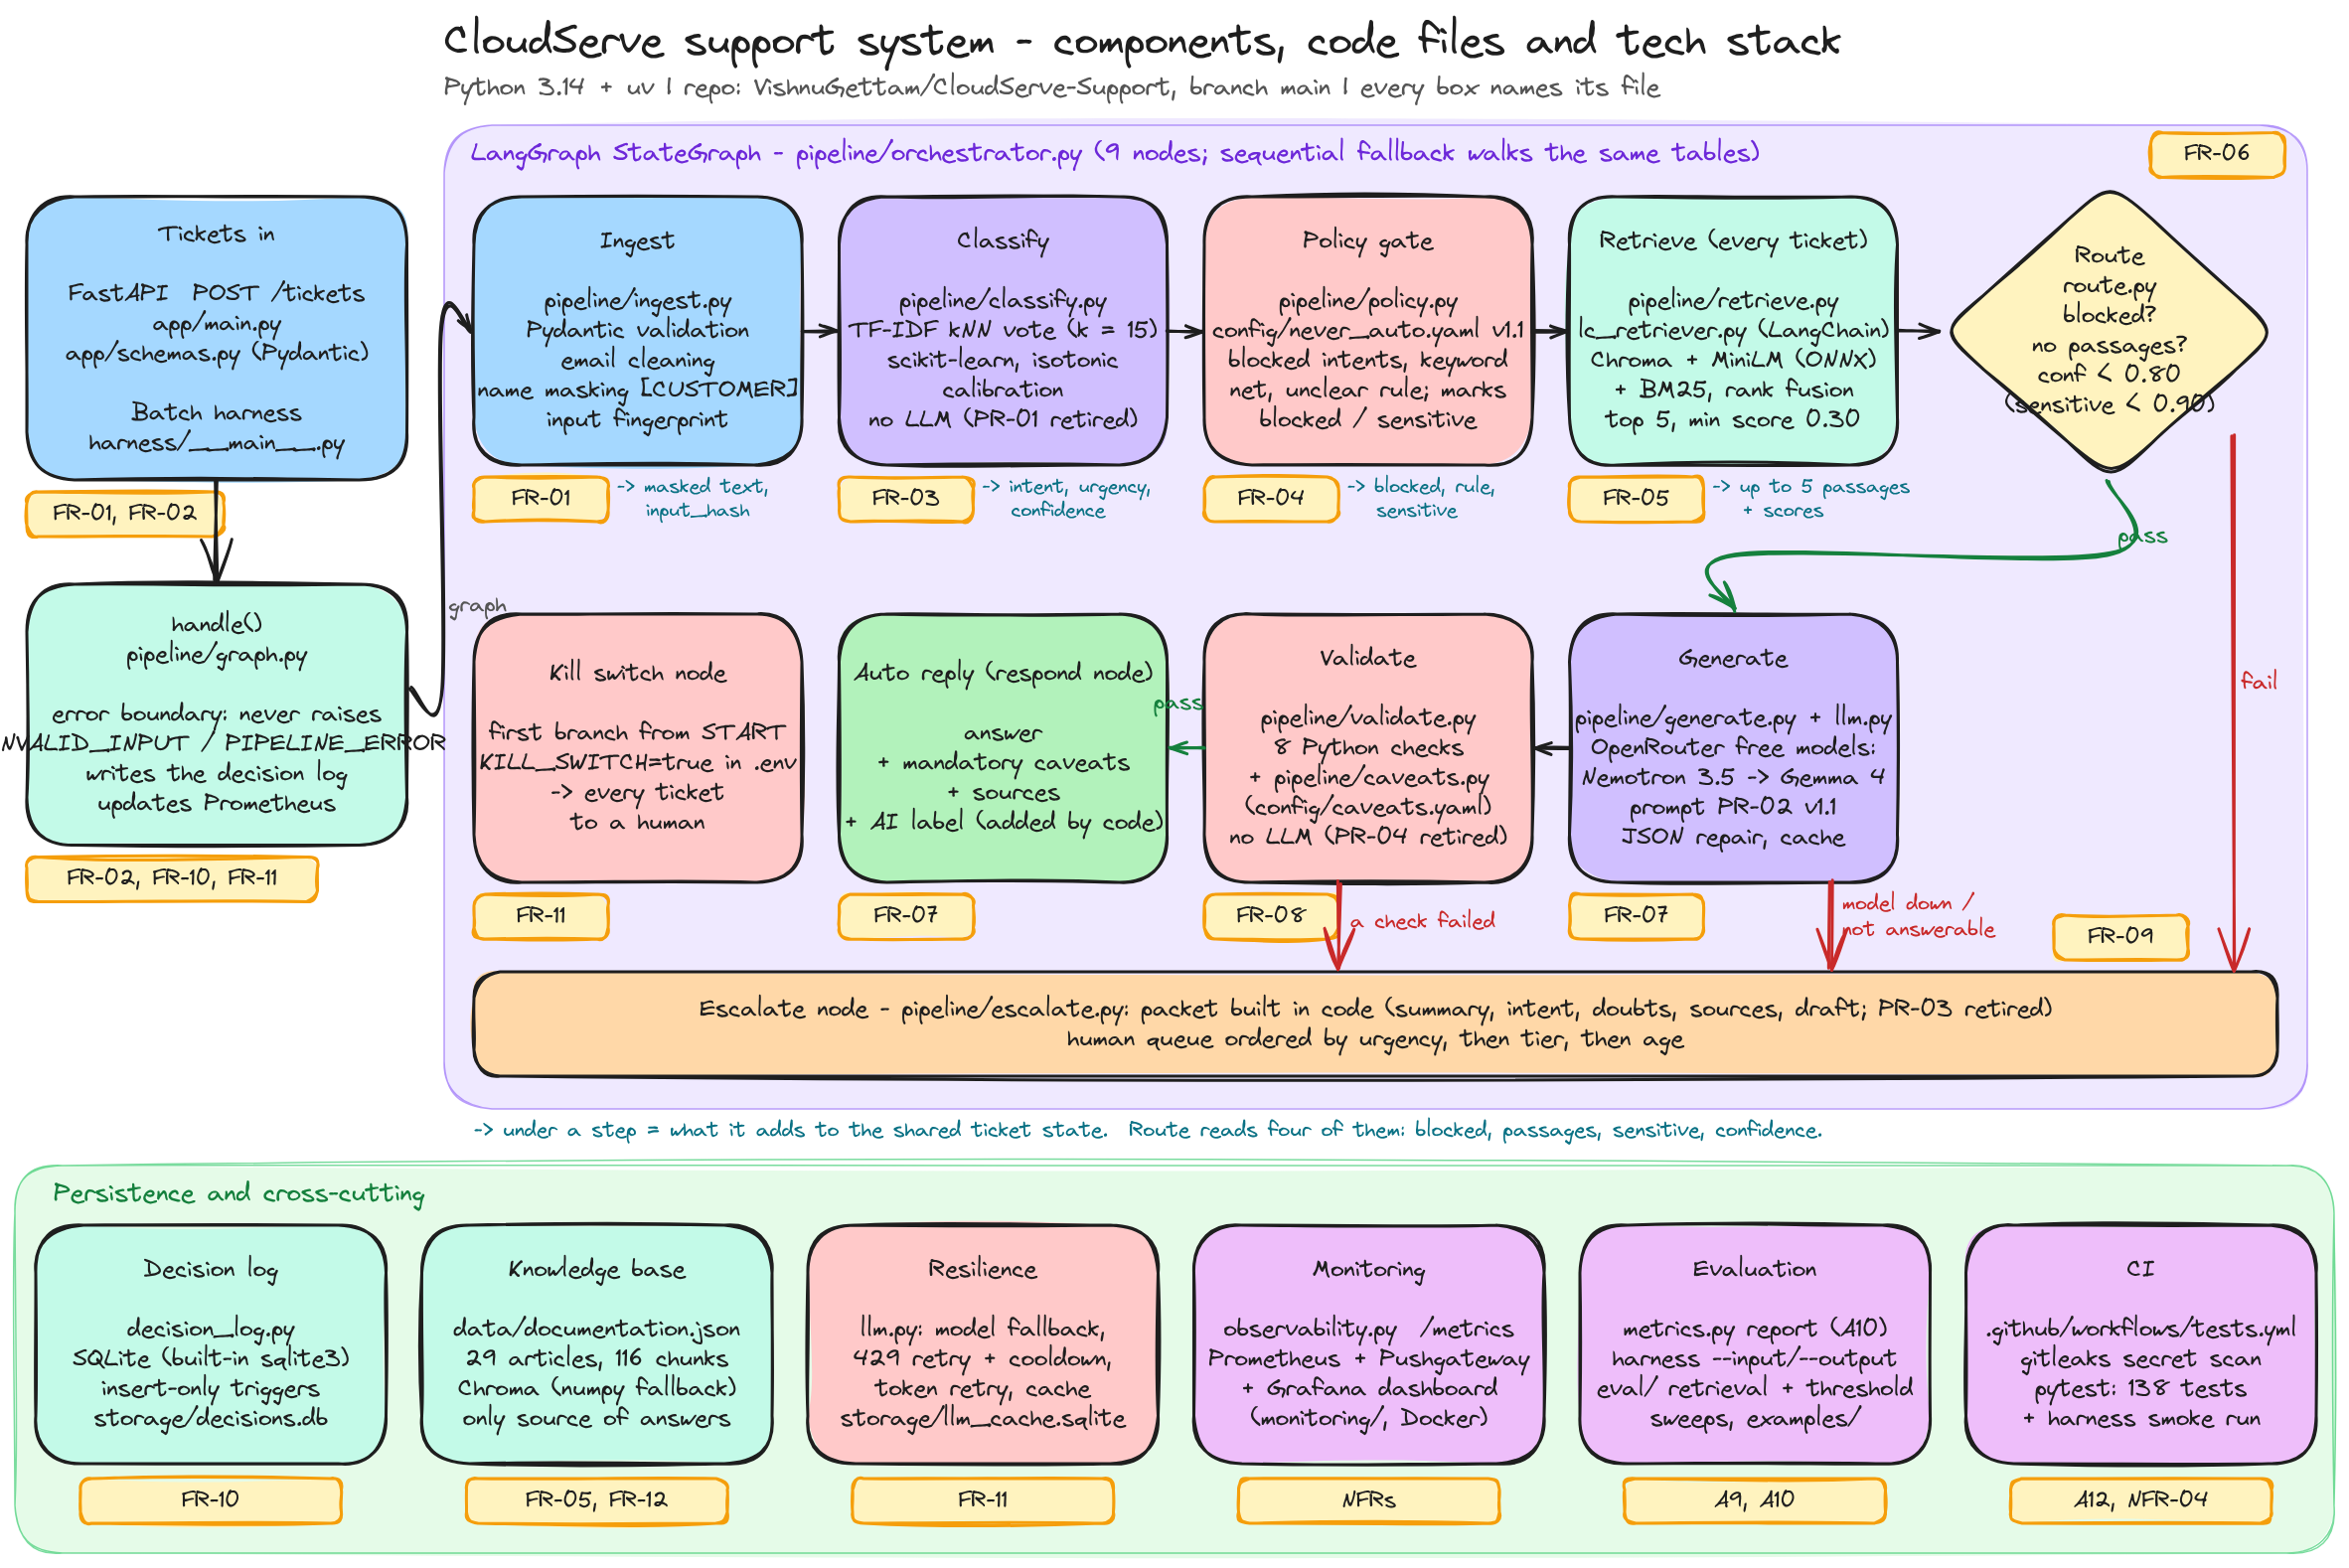 CloudServe support system - components, code files and tech stack
Python 3.14 + uv | repo: VishnuGettam/CloudServe-Support, branch main | every box names its file
LangGraph StateGraph - pipeline/orchestrator.py (9 nodes; sequential fallback walks the same tables)
FR-06
Tickets in
FastAPI  POST /tickets
app/main.py
app/schemas.py (Pydantic)
Batch harness
harness/__main__.py
FR-01, FR-02
handle()
pipeline/graph.py
error boundary: never raises
NVALID_INPUT / PIPELINE_ERROR
writes the decision log
updates Prometheus
FR-02, FR-10, FR-11
graph
Ingest
pipeline/ingest.py
Pydantic validation
email cleaning
name masking [CUSTOMER]
input fingerprint
FR-01
-> masked text,
input_hash
Classify
pipeline/classify.py
TF-IDF kNN vote (k = 15)
scikit-learn, isotonic
calibration
no LLM (PR-01 retired)
FR-03
-> intent, urgency,
confidence
Policy gate
pipeline/policy.py
config/never_auto.yaml v1.1
blocked intents, keyword
net, unclear rule; marks
blocked / sensitive
FR-04
-> blocked, rule,
sensitive
Retrieve (every ticket)
pipeline/retrieve.py
lc_retriever.py (LangChain)
Chroma + MiniLM (ONNX)
+ BM25, rank fusion
top 5, min score 0.30
FR-05
-> up to 5 passages
+ scores
Route
route.py
blocked?
no passages?
conf < 0.80
(sensitive < 0.90)
pass
fail
Kill switch node
first branch from START
KILL_SWITCH=true in .env
-> every ticket
to a human
FR-11
Auto reply (respond node)
answer
+ mandatory caveats
+ sources
+ AI label (added by code)
FR-07
pass
Validate
pipeline/validate.py
8 Python checks
+ pipeline/caveats.py
(config/caveats.yaml)
no LLM (PR-04 retired)
FR-08
a check failed
Generate
pipeline/generate.py + llm.py
OpenRouter free models:
Nemotron 3.5 -> Gemma 4
prompt PR-02 v1.1
JSON repair, cache
FR-07
model down /
not answerable
FR-09
Escalate node - pipeline/escalate.py: packet built in code (summary, intent, doubts, sources, draft; PR-03 retired)
human queue ordered by urgency, then tier, then age
-> under a step = what it adds to the shared ticket state.  Route reads four of them: blocked, passages, sensitive, confidence.
Persistence and cross-cutting
Decision log
decision_log.py
SQLite (built-in sqlite3)
insert-only triggers
storage/decisions.db
FR-10
Knowledge base
data/documentation.json
29 articles, 116 chunks
Chroma (numpy fallback)
only source of answers
FR-05, FR-12
Resilience
llm.py: model fallback,
429 retry + cooldown,
token retry, cache
storage/llm_cache.sqlite
FR-11
Monitoring
observability.py  /metrics
Prometheus + Pushgateway
+ Grafana dashboard
(monitoring/, Docker)
NFRs
Evaluation
metrics.py report (A10)
harness --input/--output
eval/ retrieval + threshold
sweeps, examples/
A9, A10
CI
.github/workflows/tests.yml
gitleaks secret scan
pytest: 138 tests
+ harness smoke run
A12, NFR-04